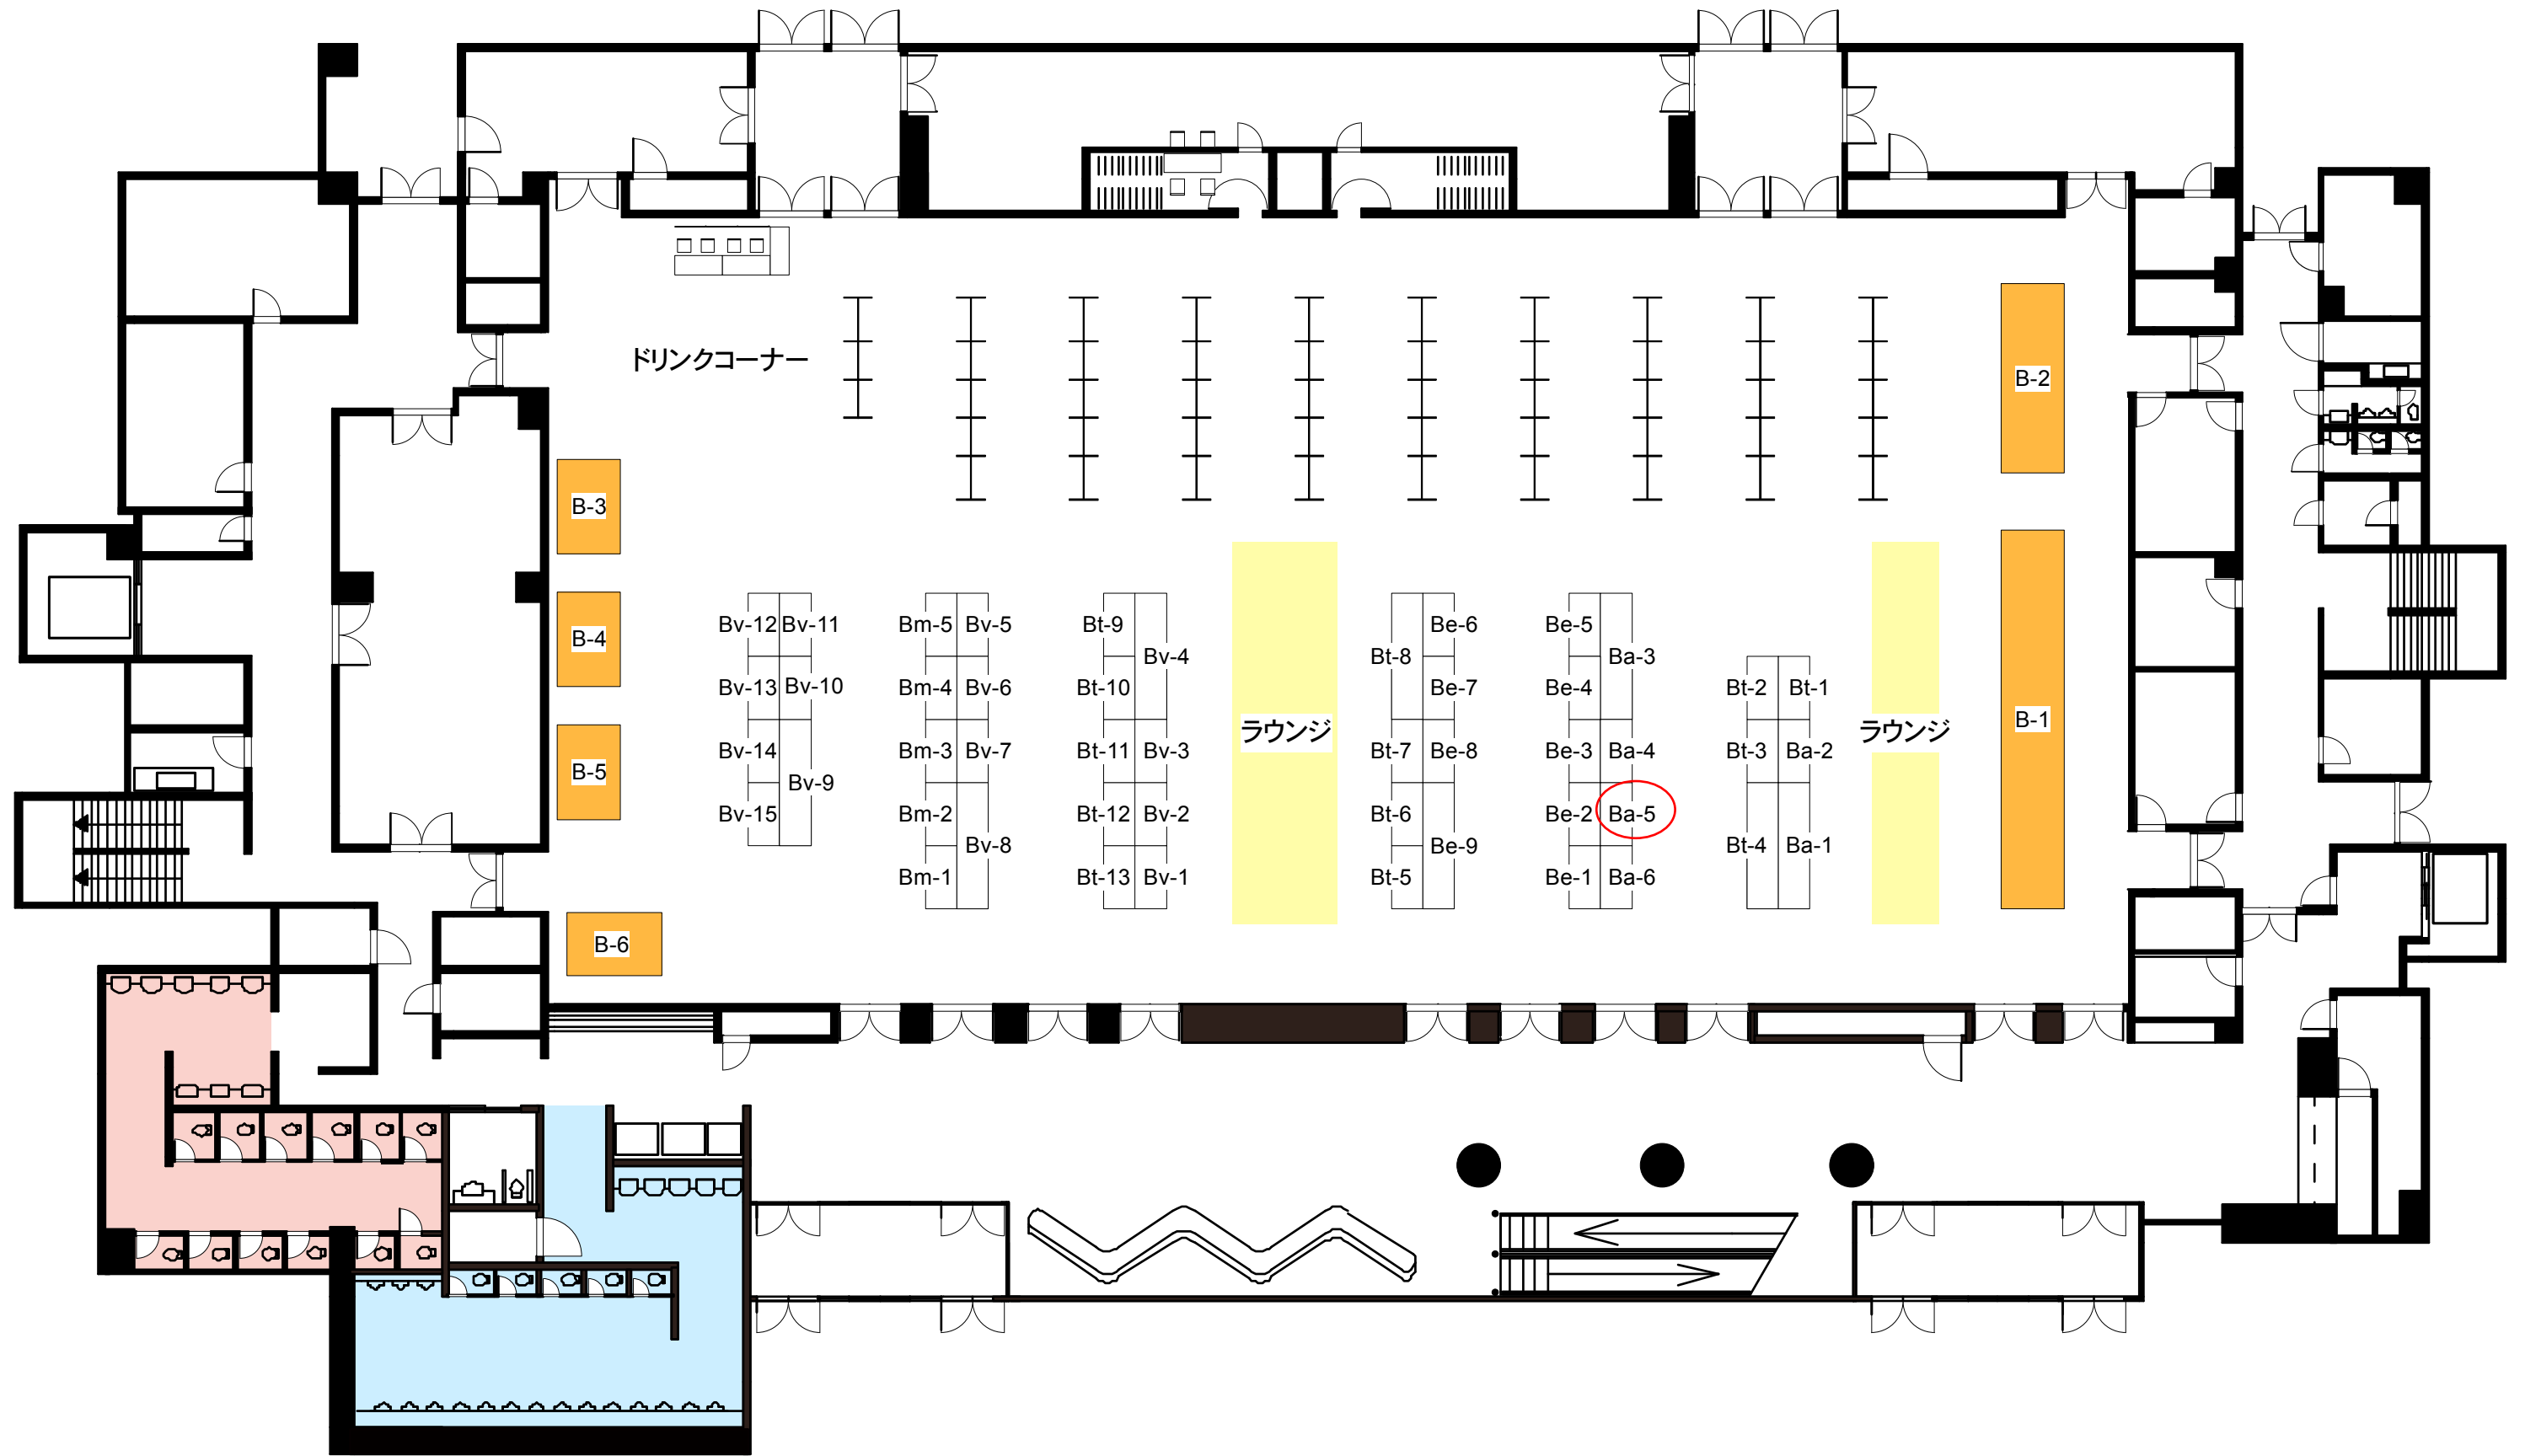 ドリンクコーナー
B-2
B-3
B-4
B-5
B-6
Bv-12 Bv-11
Bv-13 Bv-10
Bv-14
Bv-9
Bv-15
Bm-5 Bv-5
Bm-4 Bv-6
Bm-3 Bv-7
Bm-2
Bv-8
Bm-1
Bt-9
Bv-4
Bt-10
Bt-11 Bv-3
Bt-12 Bv-2
Bt-13 Bv-1
ラウンジ
Be-6
Bt-8
Be-7
Bt-7 Be-8
Bt-6
Be-9
Bt-5
Be-5
Ba-3
Be-4
Be-3 Ba-4
Be-2 Ba-5
Be-1 Ba-6
Bt-2 Bt-1
Bt-3 Ba-2
Bt-4 Ba-1
ラウンジ
B-1